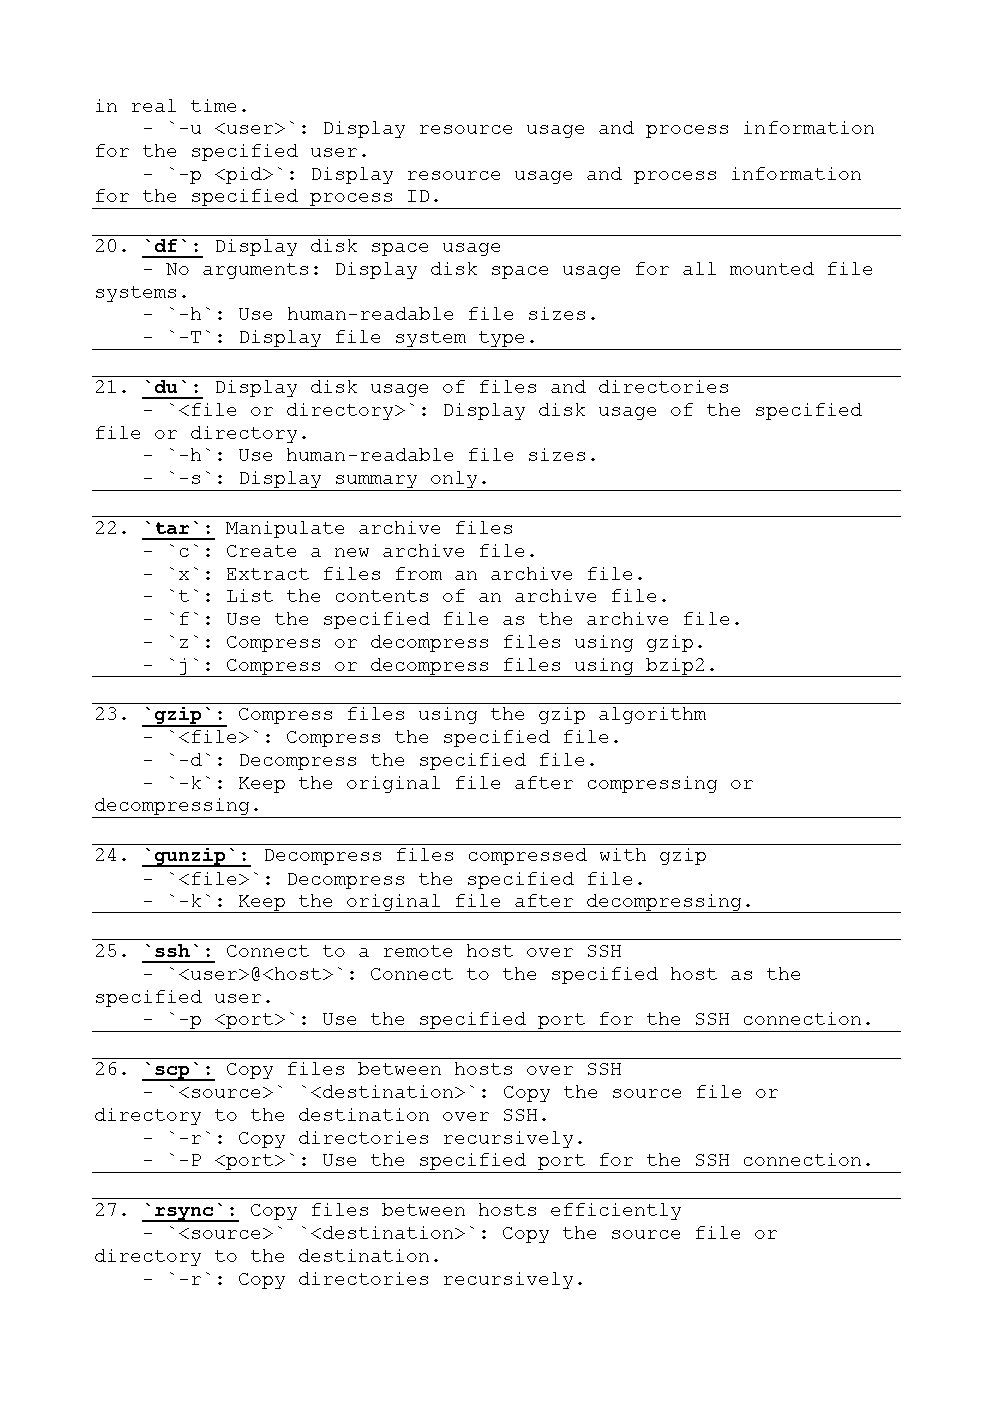 in real time.
- `-u <user>`: Display resource usage and process information
for the specified user.
- `-p <pid>`: Display resource usage and process information
for the specified process ID.
20. `df`: Display disk space usage
- No arguments: Display disk space usage for all mounted file
systems.
- `-h`: Use human-readable file sizes.
- `-T`: Display file system type.
21. `du`: Display disk usage of files and directories
- `<file or directory>`: Display disk usage of the specified
file or directory.
- `-h`: Use human-readable file sizes.
- `-s`: Display summary only.
22. `tar`: Manipulate archive files
- `c`: Create a new archive file.
- `x`: Extract files from an archive file.
- `t`: List the contents of an archive file.
- `f`: Use the specified file as the archive file.
- `z`: Compress or decompress files using gzip.
- `j`: Compress or decompress files using bzip2.
23. `gzip`: Compress files using the gzip algorithm
- `<file>`: Compress the specified file.
- `-d`: Decompress the specified file.
- `-k`: Keep the original file after compressing or
decompressing.
24. `gunzip`: Decompress files compressed with gzip
- `<file>`: Decompress the specified file.
- `-k`: Keep the original file after decompressing.
25. `ssh`: Connect to a remote host over SSH
- `<user>@<host>`: Connect to the specified host as the
specified user.
- `-p <port>`: Use the specified port for the SSH connection.
26. `scp`: Copy files between hosts over SSH
- `<source>` `<destination>`: Copy the source file or
directory to the destination over SSH.
- `-r`: Copy directories recursively.
- `-P <port>`: Use the specified port for the SSH connection.
27. `rsync`: Copy files between hosts efficiently
- `<source>` `<destination>`: Copy the source file or
directory to the destination.
- `-r`: Copy directories recursively.